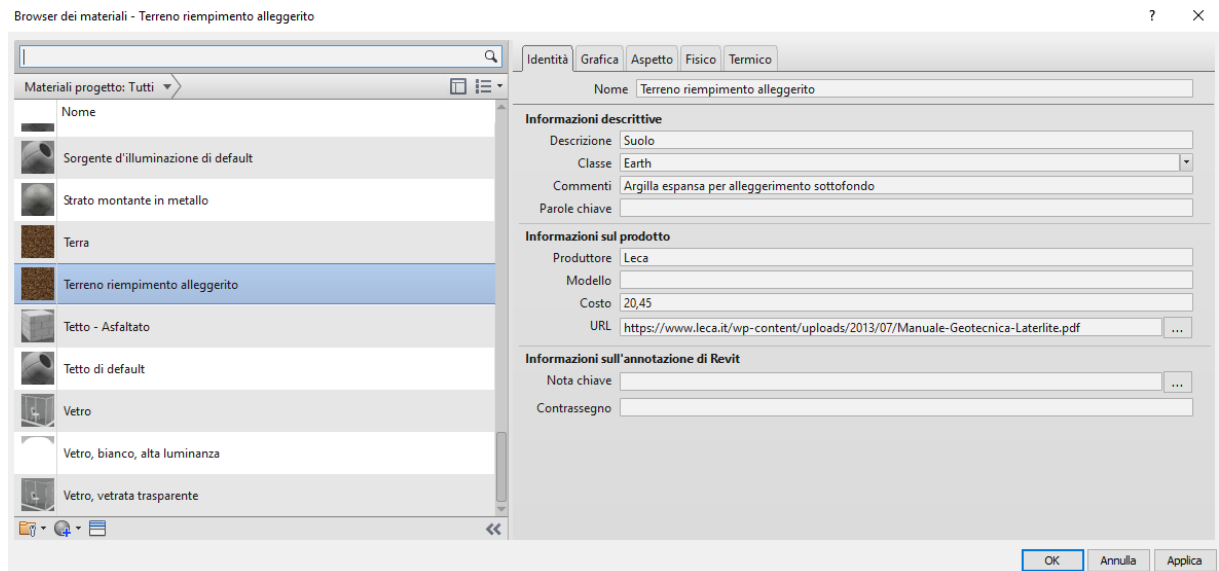 Browser dei materiali - Terreno riempimento alleggerito
?
Materiali progetto: Tutti
Nome
Sorgente d'illuminazione di default
Strato montante in metallo
Terra
Terreno riempimento alleggerito
Tetto - Asfaltato
Tetto di default
Vetro
Vetro, bianco, alta luminanza
Vetro, vetrata trasparente
Identità Grafica Aspetto Fisico Termico
Nome Terreno riempimento alleggerito
Informazioni descrittive
Descrizione Suolo
Classe Earth
Commenti Argilla espansa per alleggerimento sottofondo
Parole chiave
Informazioni sul prodotto
Produttore Leca
Modello
Costo 20,45
URL https://www.leca.it/wp-content/uploads/2013/07/Manuale-Geotecnica-Laterlite.pdf ...
Informazioni sull'annotazione di Revit
Nota chiave ...
Contrassegno
OK Annulla Applica